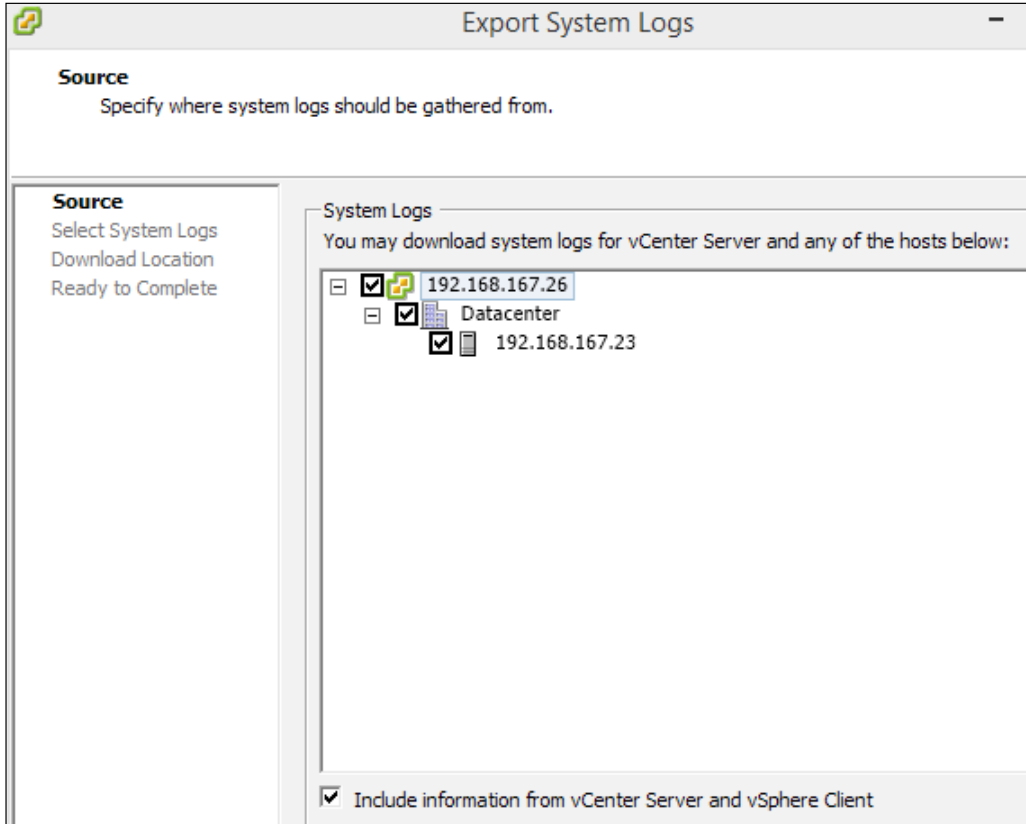 Export System Logs
Source
Specify where system logs should be gathered from.
Source
Select System Logs
Download Location
Ready to Complete
System Logs
You may download system logs for vCenter Server and any of the hosts below:
192.168.167.26
Datacenter
192.168.167.23
Include information from vCenter Server and vSphere Client